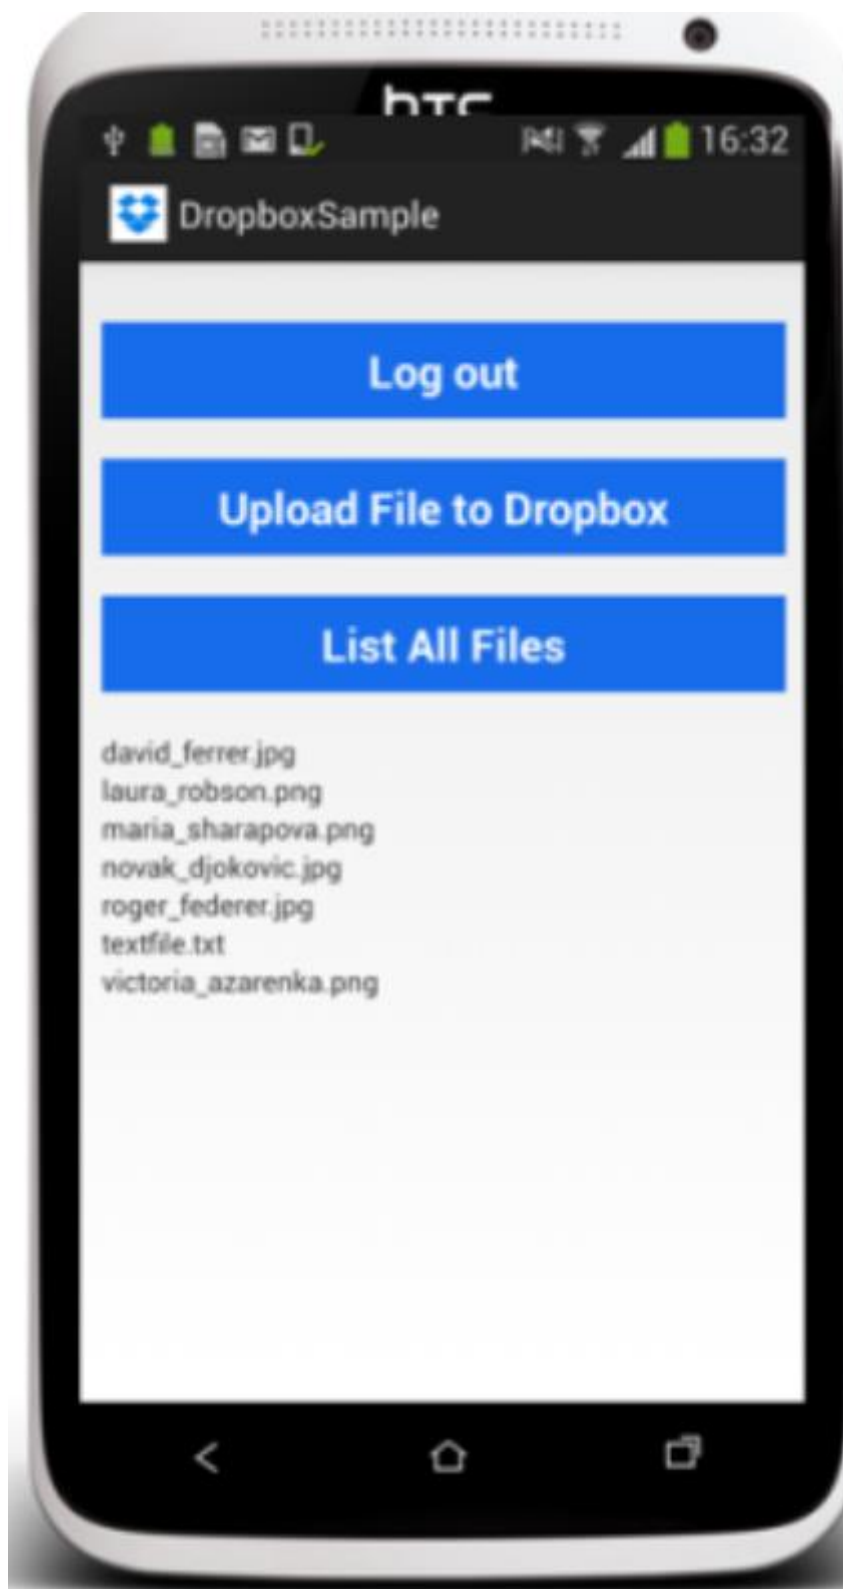 hTC
16:32
DropboxSample
Log out
Upload File to Dropbox
List All Files
david_ferrer.jpg
laura_robson.png
maria_sharapova.png
novak_djokovic.jpg
roger_federer.jpg
textfile.txt
victoria_azarenka.png